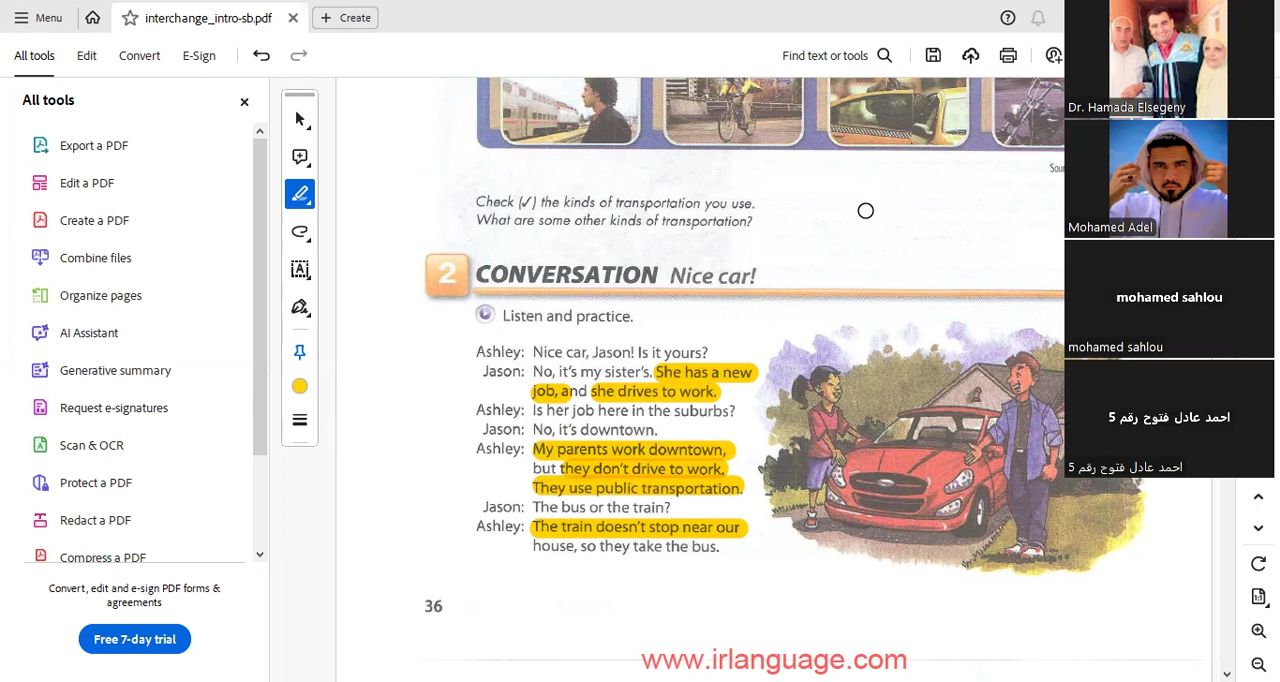 Menu
interchange_intro-sb.pdf
Create
All tools
Edit
Convert
E-Sign
Find text or tools
All tools
Export a PDF
Edit a PDF
Create a PDF
Combine files
Organize pages
AI Assistant
Generative summary
Request e-signatures
Scan & OCR
Protect a PDF
Redact a PDF
Compress a PDF
Convert, edit and e-sign PDF forms &
agreements
Free 7-day trial
Sou
Check (✓) the kinds of transportation you use.
What are some other kinds of transportation?
2 CONVERSATION Nice car!
Listen and practice.
Ashley: Nice car, Jason! Is it yours?
Jason: No, it's my sister's. She has a new
job, and she drives to work.
Ashley: Is her job here in the suburbs?
Jason: No, it's downtown.
Ashley: My parents work downtown,
but they don't drive to work.
They use public transportation.
Jason: The bus or the train?
Ashley: The train doesn't stop near our
house, so they take the bus.
36
www.irlanguage.com
Dr. Hamada Elsegeny
Mohamed Adel
mohamed sahlou
mohamed sahlou
احمد عادل فتوح رقم 5
احمد عادل فتوح رقم 5